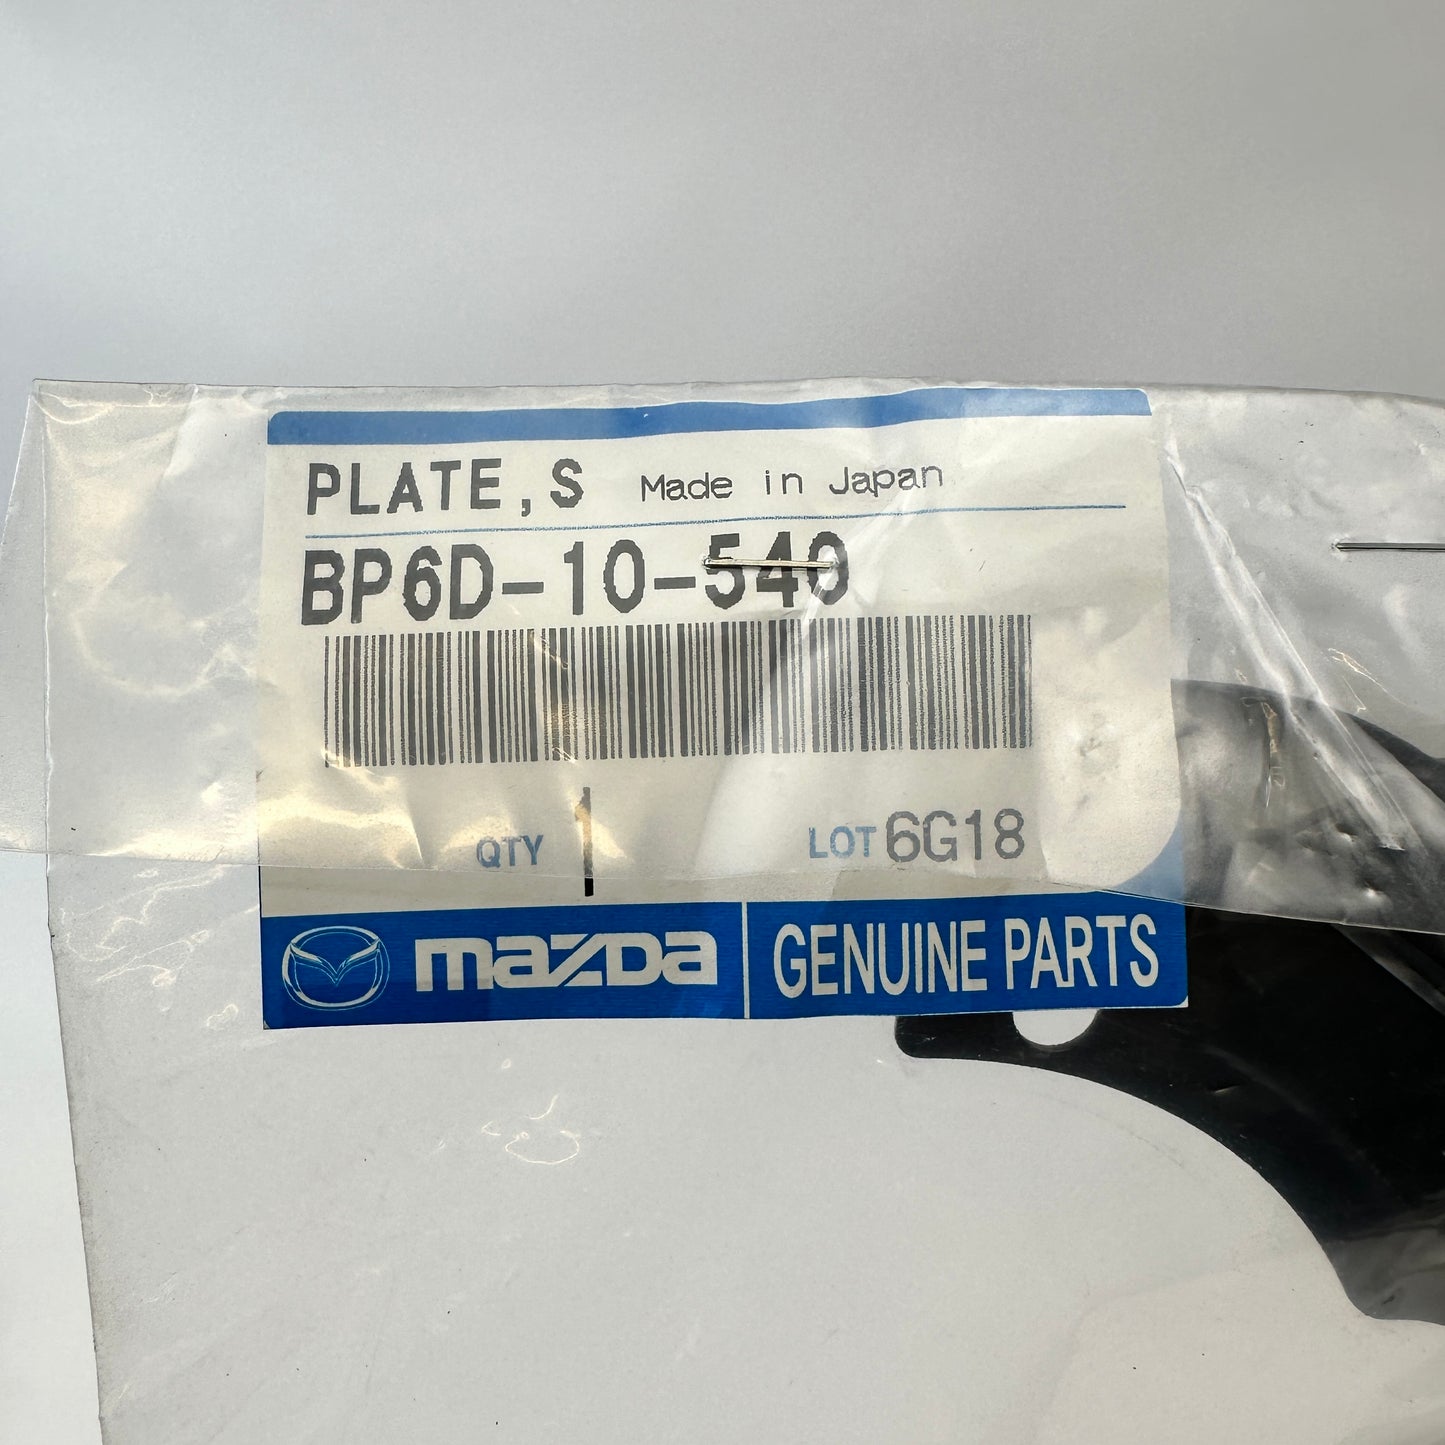 PLATE,S Made in Japan
BP6D-10-540
QTY 1 LOT 6G18
mazda GENUINE PARTS